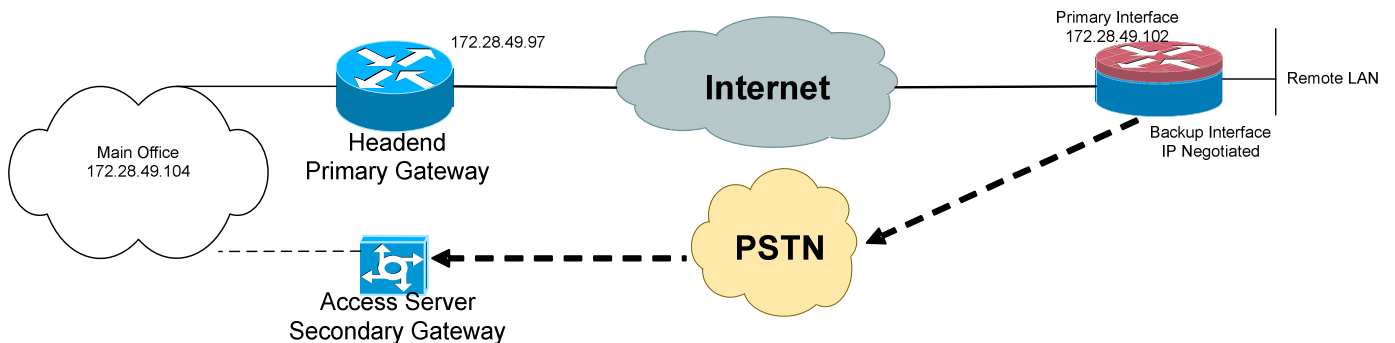 Primary Interface
172.28.49.102
172.28.49.97
Internet
Remote LAN
Headend
Primary Gateway
Backup Interface
IP Negotiated
Main Office
172.28.49.104
PSTN
Access Server
Secondary Gateway